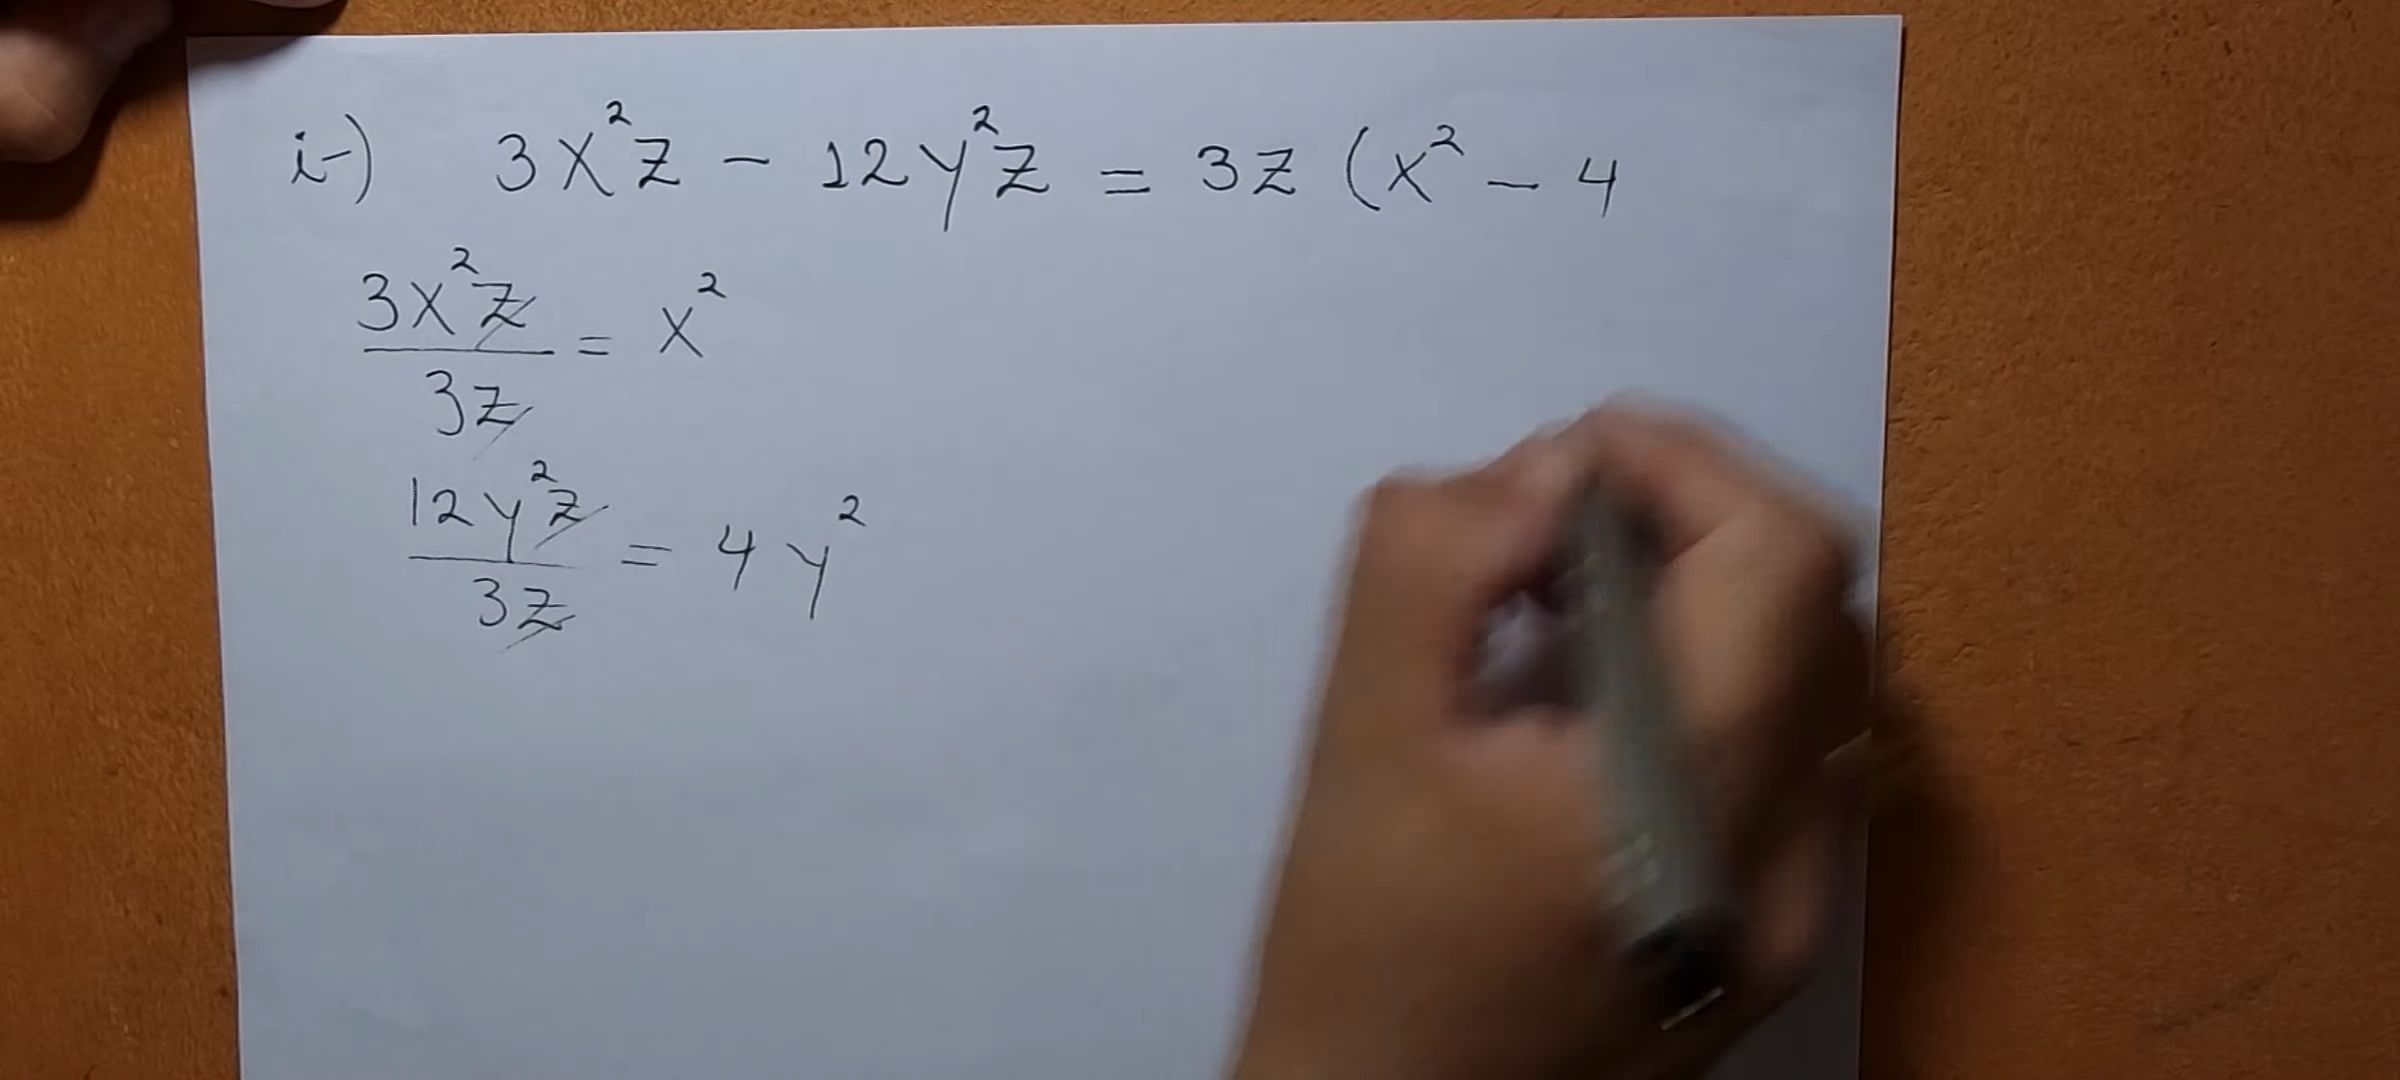 i-) 3x²z - 12y²z = 3z (x² - 4
3x²z / 3z = x²
12y²z / 3z = 4y²